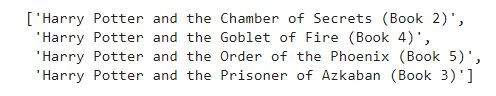 ['Harry Potter and the Chamber of Secrets (Book 2)',
 'Harry Potter and the Goblet of Fire (Book 4)',
 'Harry Potter and the Order of the Phoenix (Book 5)',
 'Harry Potter and the Prisoner of Azkaban (Book 3)']